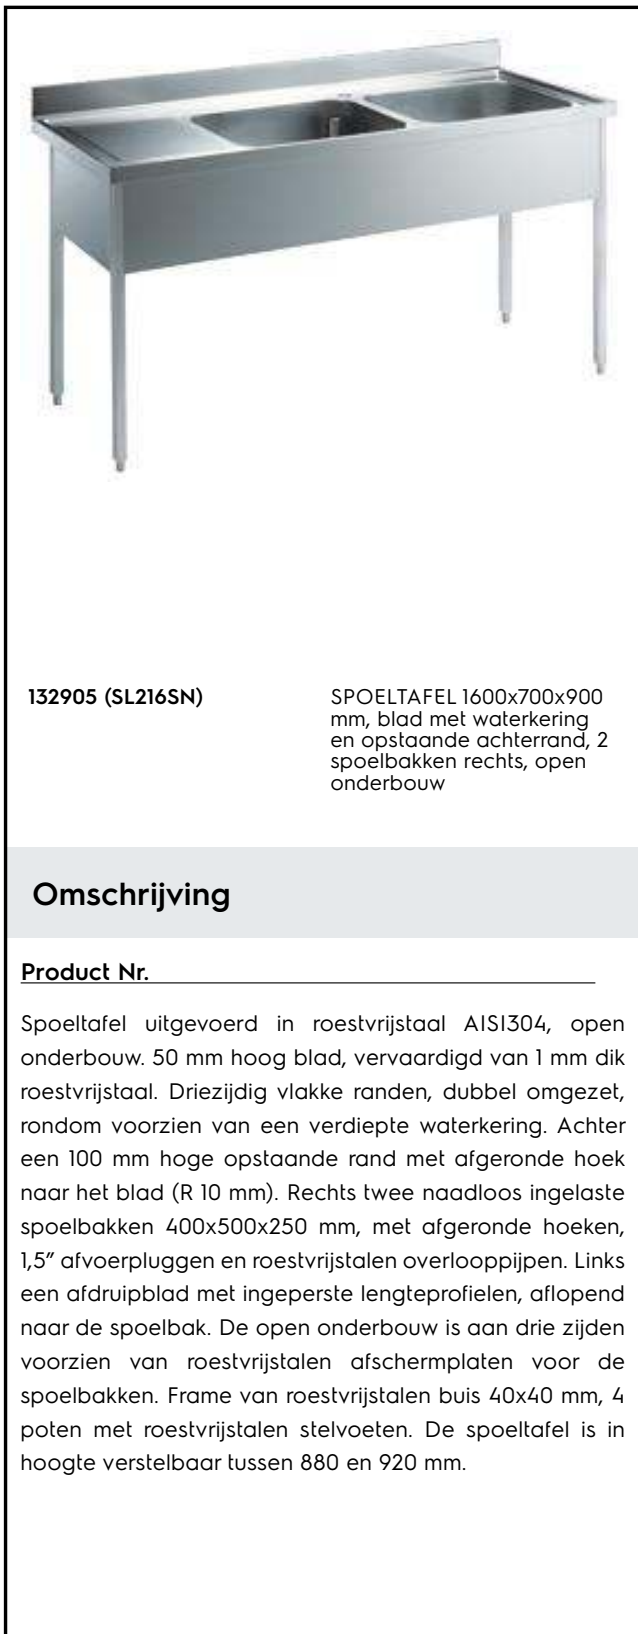 132905 (SL216SN)
SPOELTAFEL 1600x700x900
mm, blad met waterkering
en opstaande achterrand, 2
spoelbakken rechts, open
onderbouw
Omschrijving
Product Nr.
Spoeltafel uitgevoerd in roestvrijstaal AISI304, open
onderbouw. 50 mm hoog blad, vervaardigd van 1 mm dik
roestvrijstaal. Driezijdig vlakke randen, dubbel omgezet,
rondom voorzien van een verdiepte waterkering. Achter
een 100 mm hoge opstaande rand met afgeronde hoek
naar het blad (R 10 mm). Rechts twee naadloos ingelaste
spoelbakken 400x500x250 mm, met afgeronde hoeken,
1,5” afvoerpluggen en roestvrijstalen overlooppijpen. Links
een afdruipblad met ingeperste lengteprofielen, aflopend
naar de spoelbak. De open onderbouw is aan drie zijden
voorzien van roestvrijstalen afschermplaten voor de
spoelbakken. Frame van roestvrijstalen buis 40x40 mm, 4
poten met roestvrijstalen stelvoeten. De spoeltafel is in
hoogte verstelbaar tussen 880 en 920 mm.